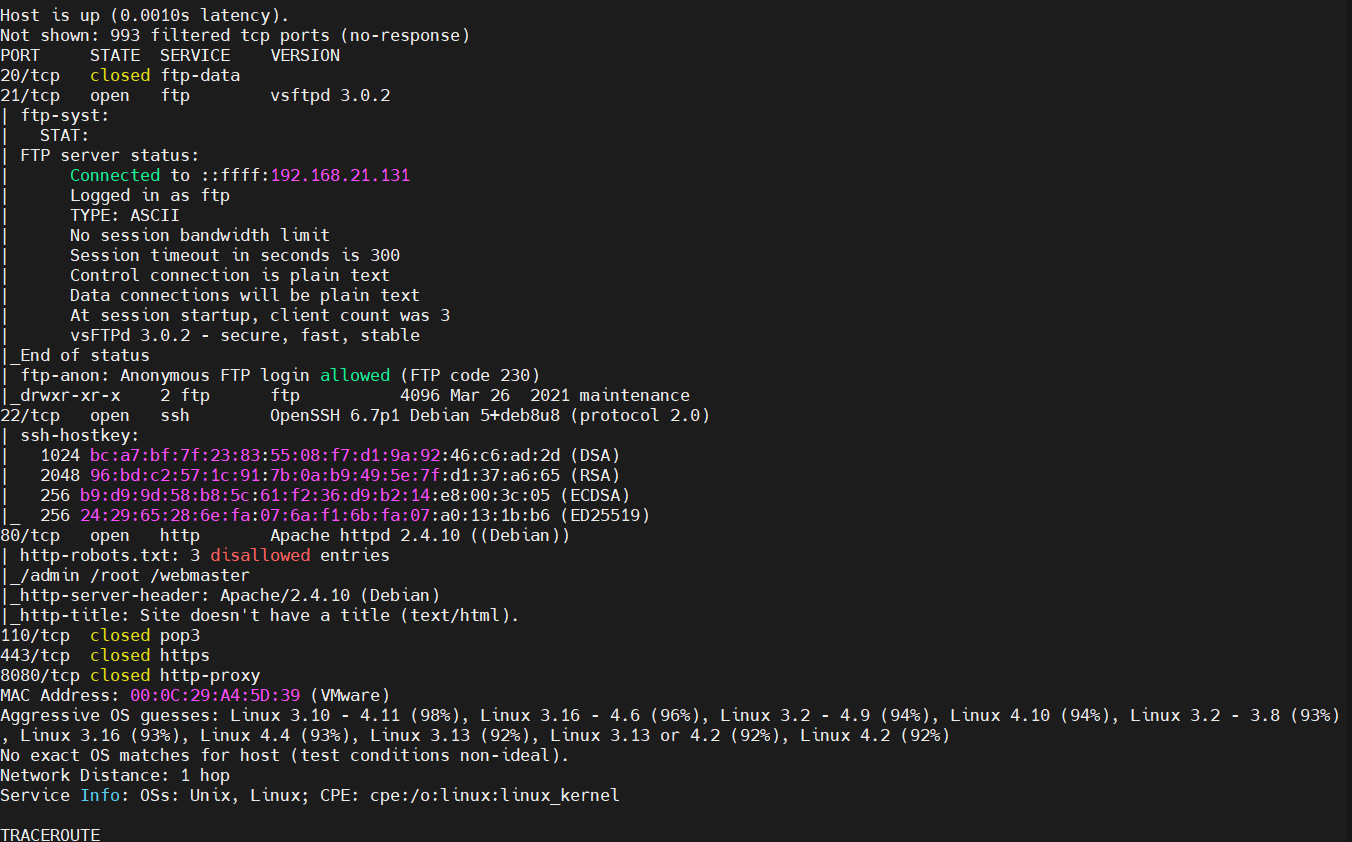 Host is up (0.0010s latency).
Not shown: 993 filtered tcp ports (no-response)
PORT     STATE  SERVICE    VERSION
20/tcp   closed ftp-data
21/tcp   open   ftp        vsftpd 3.0.2
| ftp-syst:
|   STAT:
| FTP server status:
|      Connected to ::ffff:192.168.21.131
|      Logged in as ftp
|      TYPE: ASCII
|      No session bandwidth limit
|      Session timeout in seconds is 300
|      Control connection is plain text
|      Data connections will be plain text
|      At session startup, client count was 3
|      vsFTPd 3.0.2 - secure, fast, stable
|_End of status
| ftp-anon: Anonymous FTP login allowed (FTP code 230)
|_drwxr-xr-x    2 ftp      ftp          4096 Mar 26  2021 maintenance
22/tcp   open   ssh        OpenSSH 6.7p1 Debian 5+deb8u8 (protocol 2.0)
| ssh-hostkey:
|   1024 bc:a7:bf:7f:23:83:55:08:f7:d1:9a:92:46:c6:ad:2d (DSA)
|   2048 96:bd:c2:57:1c:91:7b:0a:b9:49:5e:7f:d1:37:a6:65 (RSA)
|   256 b9:d9:9d:58:b8:5c:61:f2:36:d9:b2:14:e8:00:3c:05 (ECDSA)
|_  256 24:29:65:28:6e:fa:07:6a:f1:6b:fa:07:a0:13:1b:b6 (ED25519)
80/tcp   open   http       Apache httpd 2.4.10 ((Debian))
| http-robots.txt: 3 disallowed entries
|_/admin /root /webmaster
|_http-server-header: Apache/2.4.10 (Debian)
|_http-title: Site doesn't have a title (text/html).
110/tcp  closed pop3
443/tcp  closed https
8080/tcp closed http-proxy
MAC Address: 00:0C:29:A4:5D:39 (VMware)
Aggressive OS guesses: Linux 3.10 - 4.11 (98%), Linux 3.16 - 4.6 (96%), Linux 3.2 - 4.9 (94%), Linux 4.10 (94%), Linux 3.2 - 3.8 (93%)
, Linux 3.16 (93%), Linux 4.4 (93%), Linux 3.13 (92%), Linux 3.13 or 4.2 (92%), Linux 4.2 (92%)
No exact OS matches for host (test conditions non-ideal).
Network Distance: 1 hop
Service Info: OSs: Unix, Linux; CPE: cpe:/o:linux:linux_kernel
TRACEROUTE